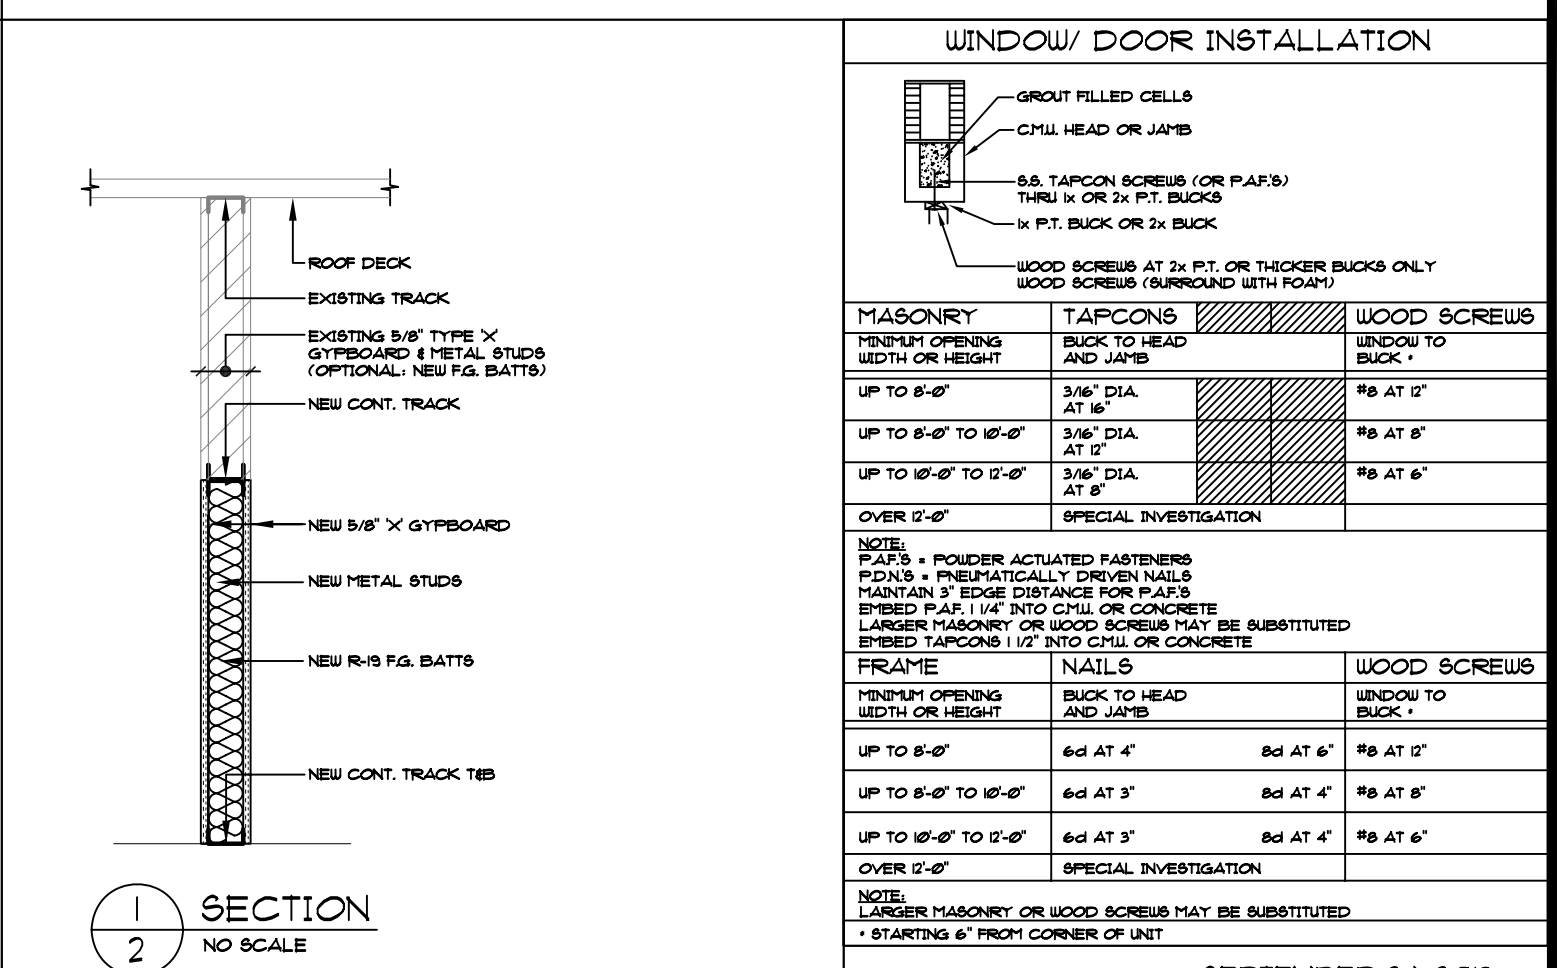 ROOF DECK
EXISTING TRACK
EXISTING 5/8" TYPE 'X'
GYPBOARD & METAL STUDS
(OPTIONAL: NEW F.G. BATTS)
NEW CONT. TRACK
NEW 5/8" 'X' GYPBOARD
NEW METAL STUDS
NEW R-19 F.G. BATTS
NEW CONT. TRACK T&B
1
2
SECTION
NO SCALE
WINDOW/ DOOR INSTALLATION
GROUT FILLED CELLS
C.M.U. HEAD OR JAMB
S.S. TAPCON SCREWS (OR P.A.F.'S)
THRU 1x OR 2x P.T. BUCKS
1x P.T. BUCK OR 2x BUCK
WOOD SCREWS AT 2x P.T. OR THICKER BUCKS ONLY
WOOD SCREWS (SURROUND WITH FOAM)
MASONRY TAPCONS WOOD SCREWS
MINIMUM OPENING BUCK TO HEAD WINDOW TO
WIDTH OR HEIGHT AND JAMB BUCK *
UP TO 8'-0" 3/16" DIA. #8 AT 12"
AT 16"
UP TO 8'-0" TO 10'-0" 3/16" DIA. #8 AT 8"
AT 12"
UP TO 10'-0" TO 12'-0" 3/16" DIA. #8 AT 6"
AT 8"
OVER 12'-0" SPECIAL INVESTIGATION
NOTE:
P.A.F.'S = POWDER ACTUATED FASTENERS
P.D.N.'S = PNEUMATICALLY DRIVEN NAILS
MAINTAIN 3" EDGE DISTANCE FOR P.A.F.'S
EMBED P.A.F. 1 1/4" INTO C.M.U. OR CONCRETE
LARGER MASONRY OR WOOD SCREWS MAY BE SUBSTITUTED
EMBED TAPCONS 1 1/2" INTO C.M.U. OR CONCRETE
FRAME NAILS WOOD SCREWS
MINIMUM OPENING BUCK TO HEAD WINDOW TO
WIDTH OR HEIGHT AND JAMB BUCK *
UP TO 8'-0" 6d AT 4" 8d AT 6" #8 AT 12"
UP TO 8'-0" TO 10'-0" 6d AT 3" 8d AT 4" #8 AT 8"
UP TO 10'-0" TO 12'-0" 6d AT 3" 8d AT 4" #8 AT 6"
OVER 12'-0" SPECIAL INVESTIGATION
NOTE:
LARGER MASONRY OR WOOD SCREWS MAY BE SUBSTITUTED
* STARTING 6" FROM CORNER OF UNIT